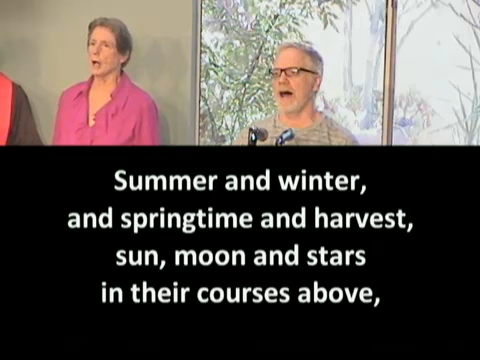 Summer and winter,
and springtime and harvest,
sun, moon and stars
in their courses above,